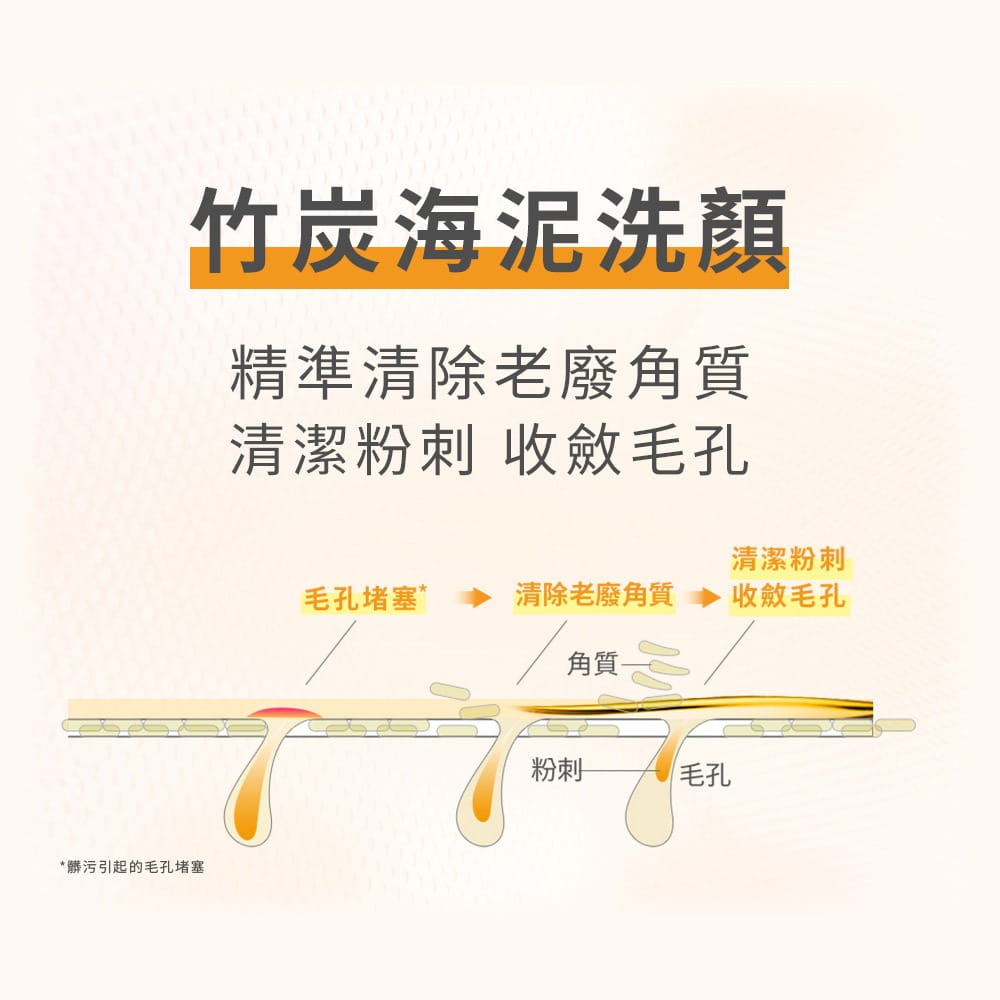 竹炭海泥洗顏
精準清除老廢角質
清潔粉刺 收斂毛孔
毛孔堵塞*
清除老廢角質
清潔粉刺
收斂毛孔
角質
粉刺
毛孔
*髒污引起的毛孔堵塞